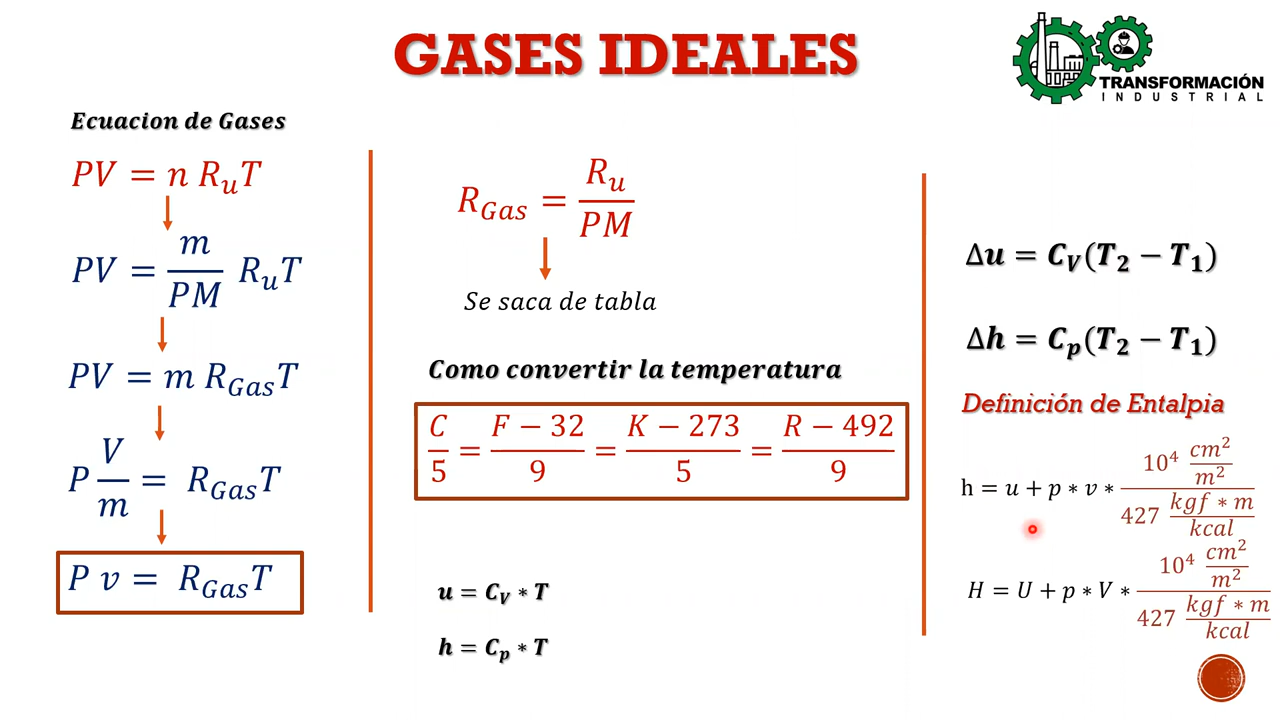 GASES IDEALES
TRANSFORMACIÓN
INDUSTRIAL
Ecuacion de Gases
PV = n R_u T
PV = m/PM R_u T
PV = m R_Gas T
P V/m = R_Gas T
P v = R_Gas T
R_Gas = R_u/PM
Se saca de tabla
Como convertir la temperatura
C/5 = F − 32/9 = K − 273/5 = R − 492/9
u = C_V * T
h = C_p * T
Δu = C_V(T_2 − T_1)
Δh = C_p(T_2 − T_1)
Definición de Entalpia
h = u + p * v * 10^4 cm^2/m^2 / 427 kgf * m/kcal
H = U + p * V * 10^4 cm^2/m^2 / 427 kgf * m/kcal